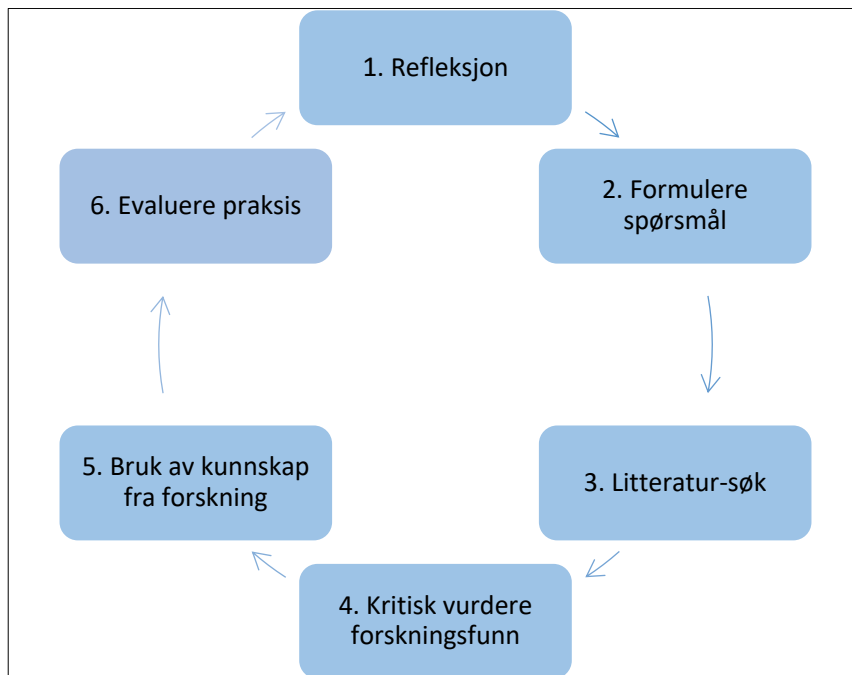 1. Refleksjon
2. Formulere
spørsmål
3. Litteratur-søk
4. Kritisk vurdere
forskningsfunn
5. Bruk av kunnskap
fra forskning
6. Evaluere praksis